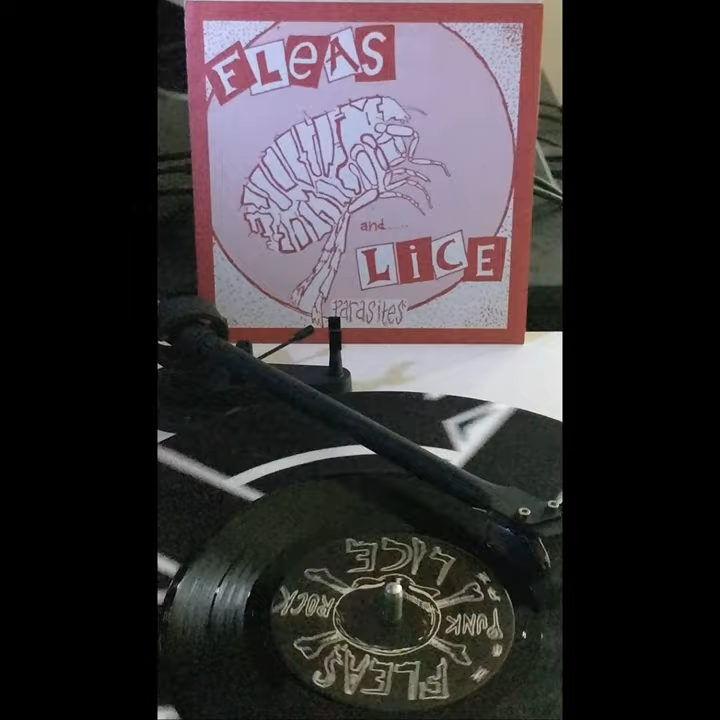 FLeAS
and.....
LiCE
Parasites
LICE
ROCK
PUNK
FLEAS